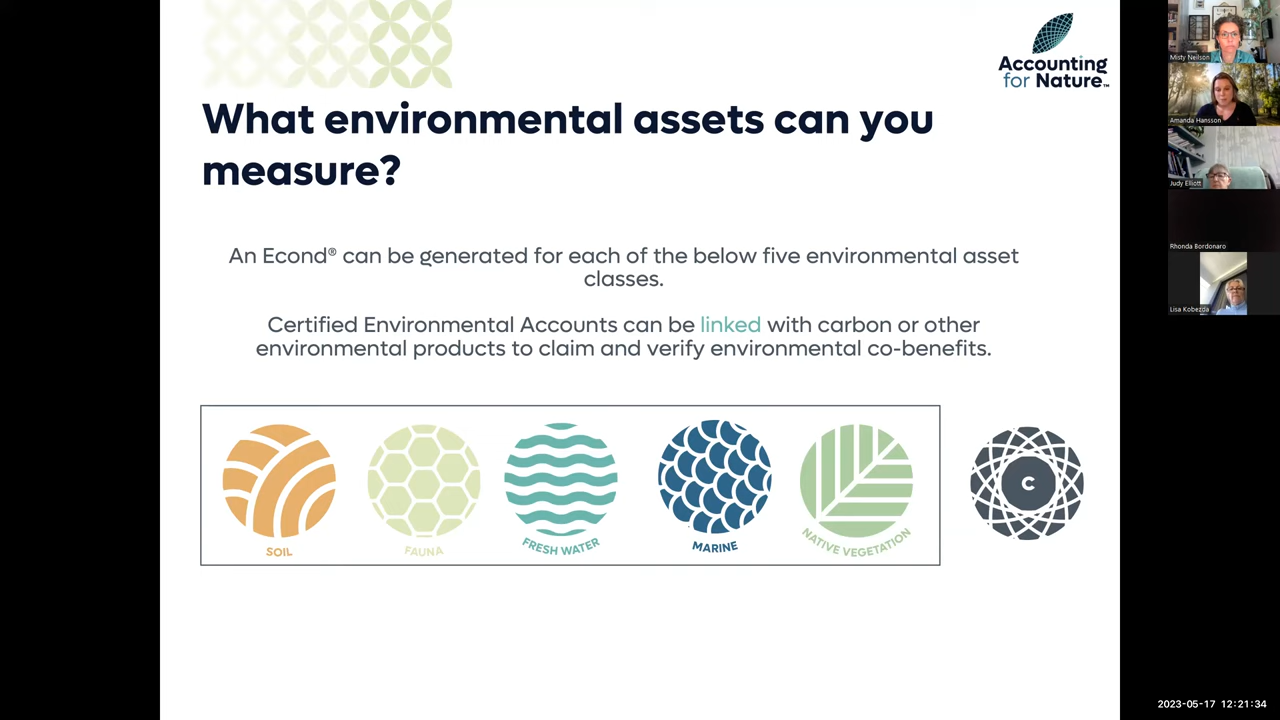 Accounting
for Nature™
What environmental assets can you
measure?
An Econd® can be generated for each of the below five environmental asset
classes.
Certified Environmental Accounts can be linked with carbon or other
environmental products to claim and verify environmental co-benefits.
SOIL
FAUNA
FRESH WATER
MARINE
NATIVE VEGETATION
C
Misty Neilson
Amanda Hansson
Judy Elliott
Rhonda Bordonaro
Lisa Kobezda
2023-05-17 12:21:34